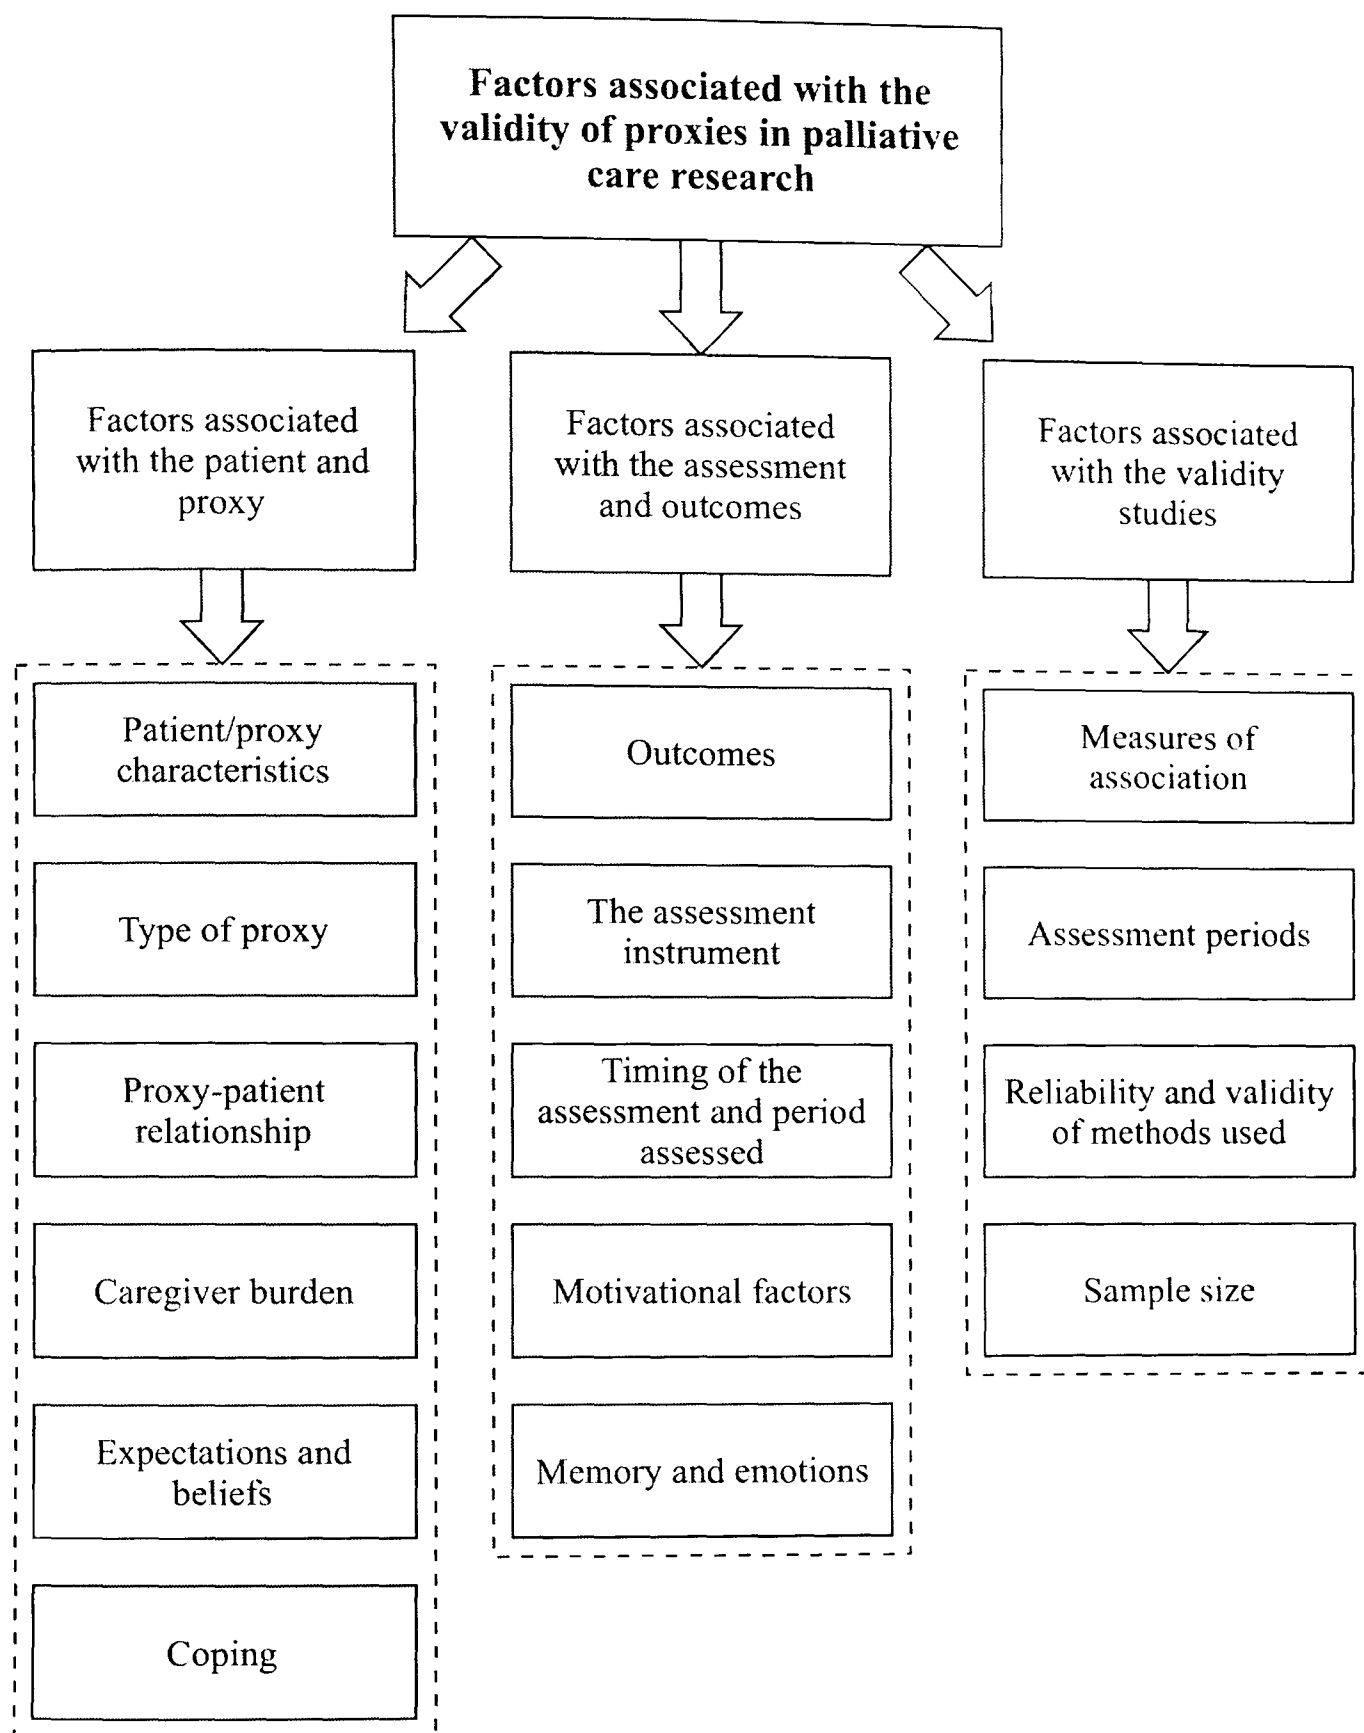 Factors associated with the
validity of proxies in palliative
care research
Factors associated
with the patient and
proxy
Factors associated
with the assessment
and outcomes
Factors associated
with the validity
studies
Patient/proxy
characteristics
Type of proxy
Proxy-patient
relationship
Caregiver burden
Expectations and
beliefs
Coping
Outcomes
The assessment
instrument
Timing of the
assessment and period
assessed
Motivational factors
Memory and emotions
Measures of
association
Assessment periods
Reliability and validity
of methods used
Sample size